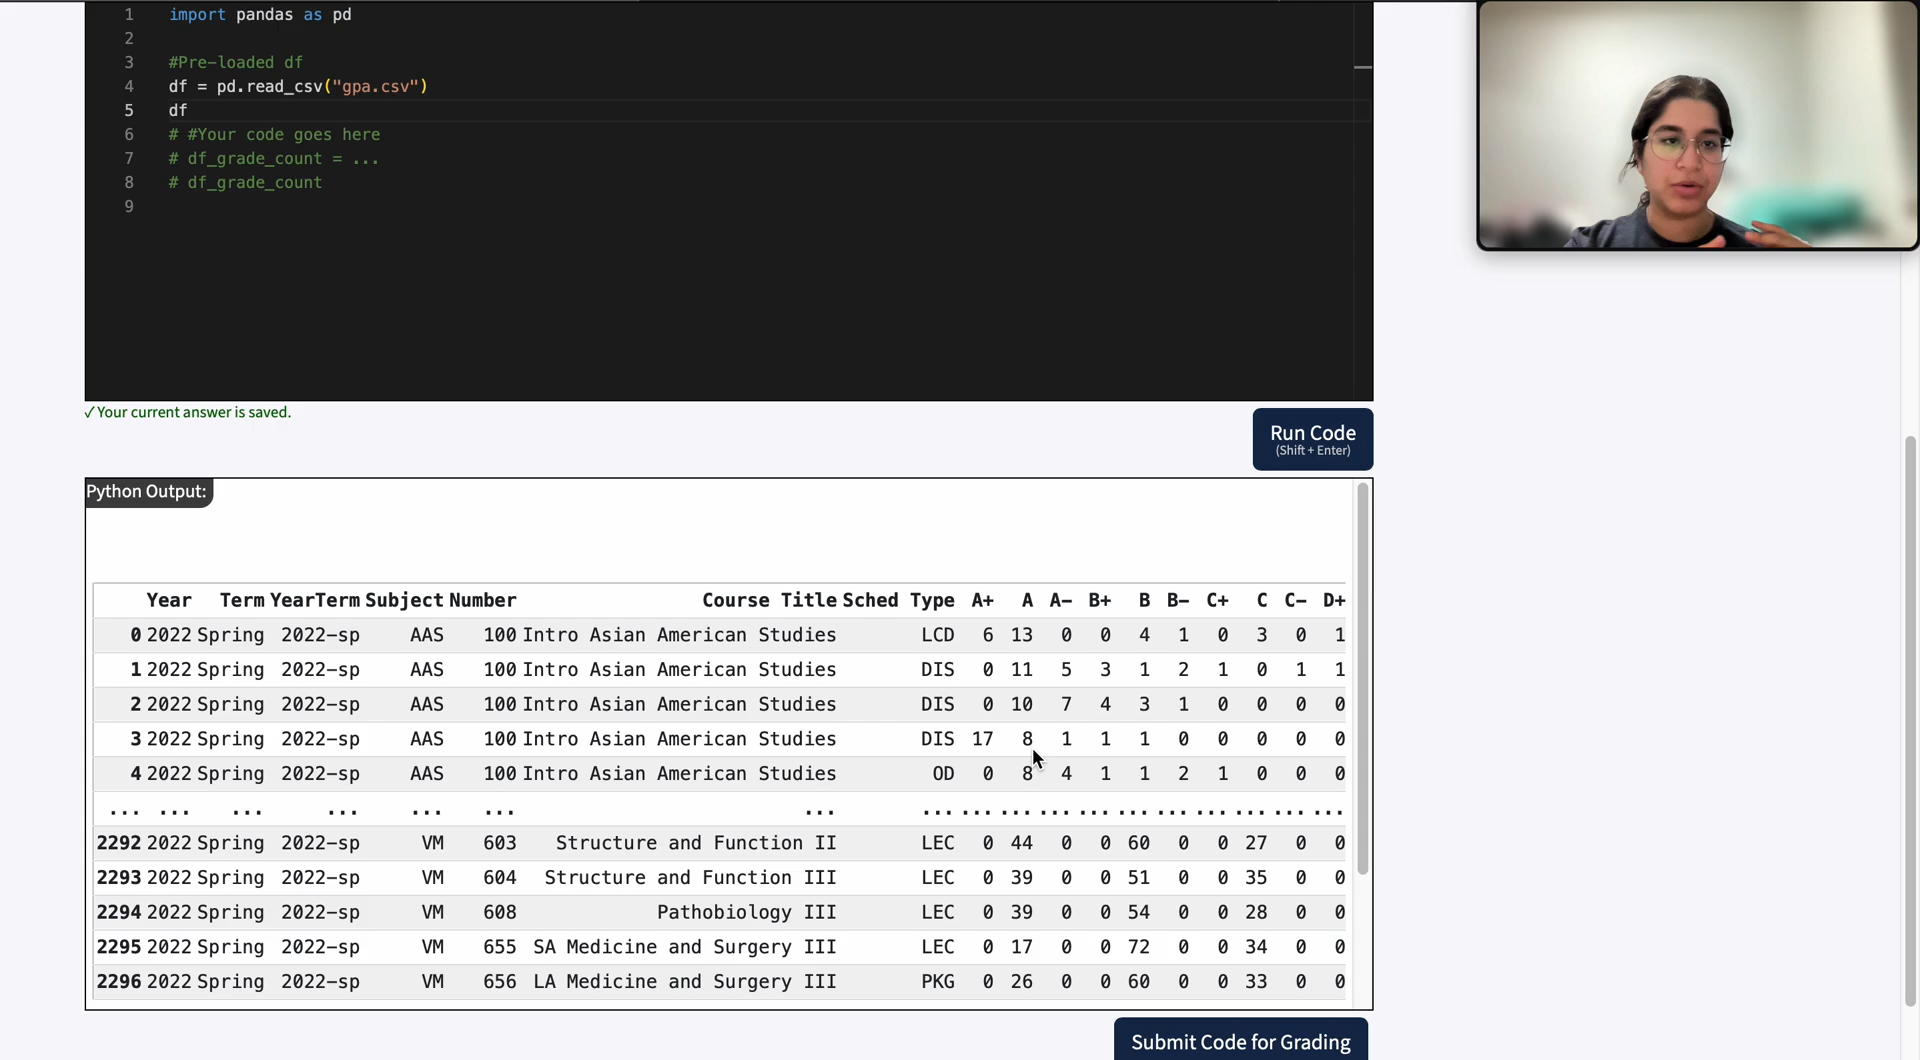 1 import pandas as pd
2
3 #Pre-loaded df
4 df = pd.read_csv("gpa.csv")
5 df
6 # #Your code goes here
7 # df_grade_count = ...
8 # df_grade_count
9
✓Your current answer is saved.
Run Code
(Shift + Enter)
Python Output:
Year Term YearTerm Subject Number Course Title Sched Type A+ A A- B+ B B- C+ C C- D+
0 2022 Spring 2022-sp AAS 100 Intro Asian American Studies LCD 6 13 0 0 4 1 0 3 0 1
1 2022 Spring 2022-sp AAS 100 Intro Asian American Studies DIS 0 11 5 3 1 2 1 0 1 1
2 2022 Spring 2022-sp AAS 100 Intro Asian American Studies DIS 0 10 7 4 3 1 0 0 0 0
3 2022 Spring 2022-sp AAS 100 Intro Asian American Studies DIS 17 8 1 1 1 0 0 0 0 0
4 2022 Spring 2022-sp AAS 100 Intro Asian American Studies OD 0 8 4 1 1 2 1 0 0 0
... ... ... ... ... ... ... ... ... ... ... ... ... ... ... ... ... ...
2292 2022 Spring 2022-sp VM 603 Structure and Function II LEC 0 44 0 0 60 0 0 27 0 0
2293 2022 Spring 2022-sp VM 604 Structure and Function III LEC 0 39 0 0 51 0 0 35 0 0
2294 2022 Spring 2022-sp VM 608 Pathobiology III LEC 0 39 0 0 54 0 0 28 0 0
2295 2022 Spring 2022-sp VM 655 SA Medicine and Surgery III LEC 0 17 0 0 72 0 0 34 0 0
2296 2022 Spring 2022-sp VM 656 LA Medicine and Surgery III PKG 0 26 0 0 60 0 0 33 0 0
Submit Code for Grading